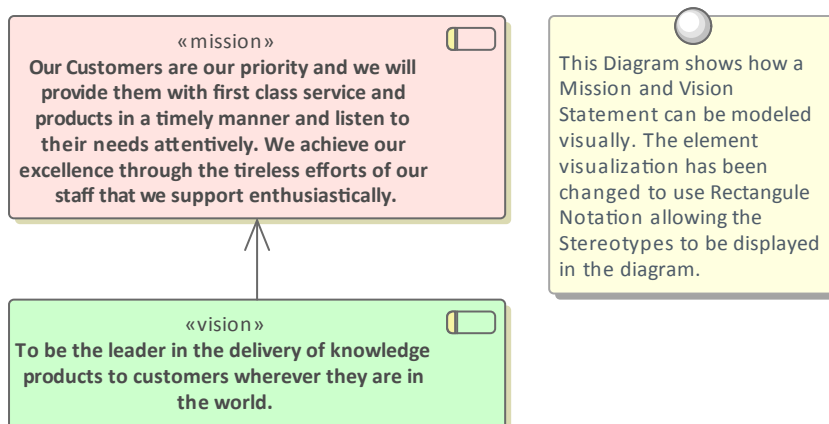 «mission»
Our Customers are our priority and we will
provide them with first class service and
products in a timely manner and listen to
their needs attentively. We achieve our
excellence through the tireless efforts of our
staff that we support enthusiastically.
«vision»
To be the leader in the delivery of knowledge
products to customers wherever they are in
the world.
This Diagram shows how a
Mission and Vision
Statement can be modeled
visually. The element
visualization has been
changed to use Rectangule
Notation allowing the
Stereotypes to be displayed
in the diagram.